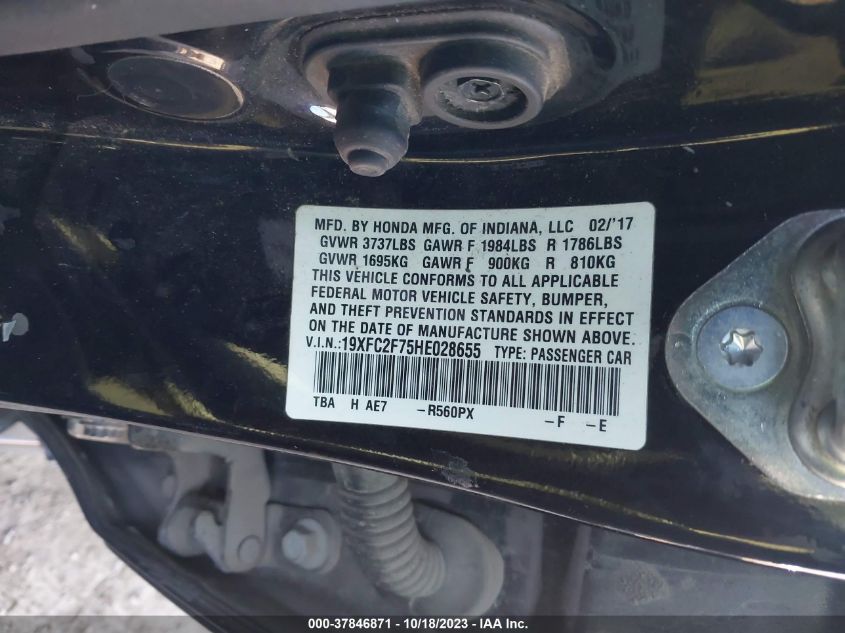 MFD. BY HONDA MFG. OF INDIANA, LLC 02/'17
GVWR 3737LBS GAWR F 1984LBS R 1786LBS
GVWR 1695KG GAWR F 900KG R 810KG
THIS VEHICLE CONFORMS TO ALL APPLICABLE
FEDERAL MOTOR VEHICLE SAFETY, BUMPER,
AND THEFT PREVENTION STANDARDS IN EFFECT
ON THE DATE OF MANUFACTURE SHOWN ABOVE.
V.I.N.:19XFC2F75HE028655 TYPE: PASSENGER CAR
TBA H AE7 -R560PX -F -E
000-37846871 - 10/18/2023 - IAA Inc.